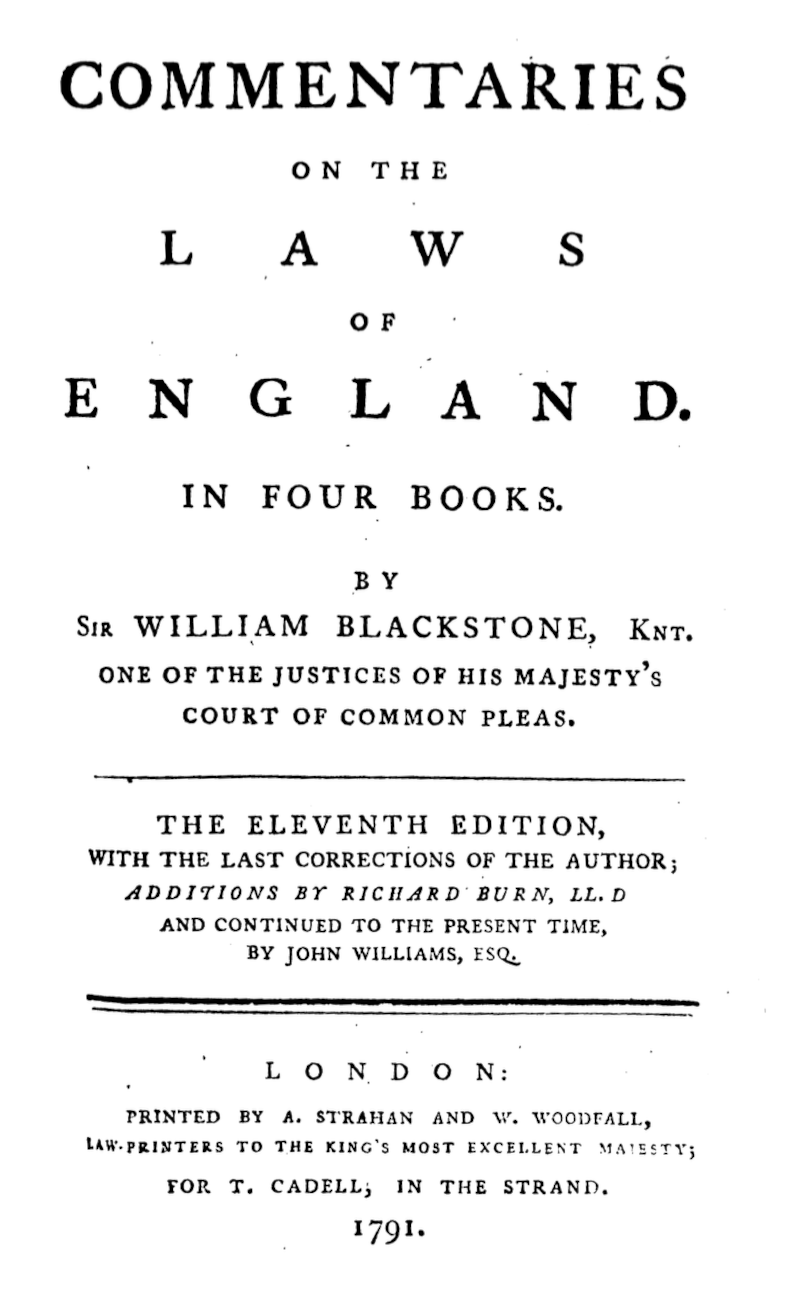 COMMENTARIES
ON THE
LAWS
OF
ENGLAND.
IN FOUR BOOKS.
BY
SIR WILLIAM BLACKSTONE, KNT.
ONE OF THE JUSTICES OF HIS MAJESTY'S
COURT OF COMMON PLEAS.
THE ELEVENTH EDITION,
WITH THE LAST CORRECTIONS OF THE AUTHOR;
ADDITIONS BY RICHARD BURN, LL. D
AND CONTINUED TO THE PRESENT TIME,
BY JOHN WILLIAMS, ESQ.
LONDON:
PRINTED BY A. STRAHAN AND W. WOODFALL,
LAW-PRINTERS TO THE KING'S MOST EXCELLENT MAJESTY;
FOR T. CADELL, IN THE STRAND.
1791.